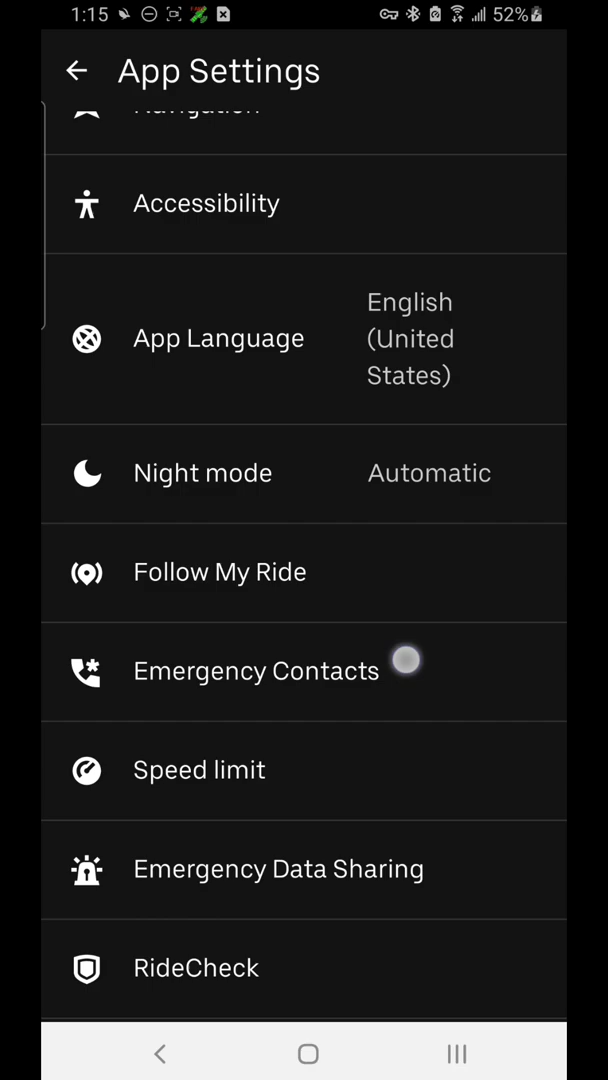 1:15 52%
App Settings
Navigation
Accessibility
App Language
English
(United
States)
Night mode Automatic
Follow My Ride
Emergency Contacts
Speed limit
Emergency Data Sharing
RideCheck